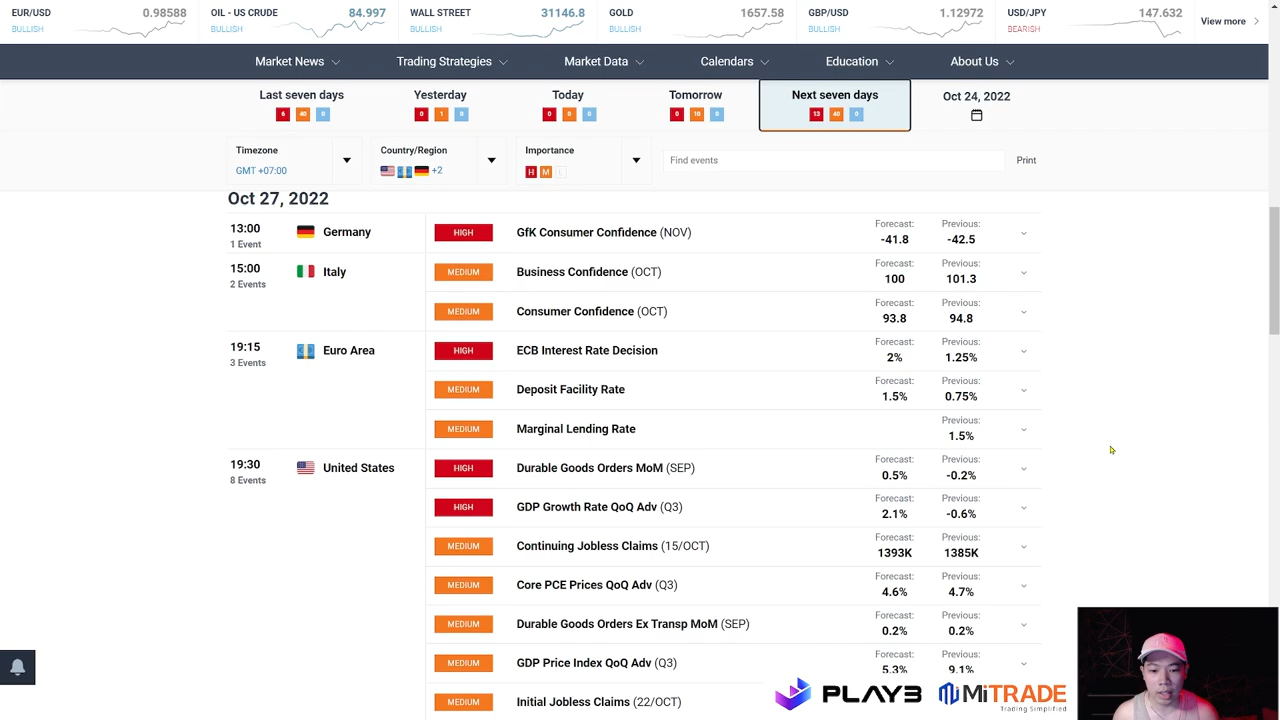 EUR/USD 0.98588
BULLISH
OIL - US CRUDE 84.997
BULLISH
WALL STREET 31146.8
BULLISH
GOLD 1657.58
BULLISH
GBP/USD 1.12972
BULLISH
USD/JPY 147.632
BEARISH
View more
Market News
Trading Strategies
Market Data
Calendars
Education
About Us
Last seven days
6 40 0
Yesterday
0 1 0
Today
0 0 0
Tomorrow
0 10 0
Next seven days
13 40 0
Oct 24, 2022
Timezone
GMT +07:00
Country/Region
+2
Importance
H M L
Find events
Print
Oct 27, 2022
13:00 Germany HIGH GfK Consumer Confidence (NOV) Forecast: Previous:
1 Event -41.8 -42.5
15:00 Italy MEDIUM Business Confidence (OCT) Forecast: Previous:
2 Events 100 101.3
MEDIUM Consumer Confidence (OCT) Forecast: Previous:
93.8 94.8
19:15 Euro Area HIGH ECB Interest Rate Decision Forecast: Previous:
3 Events 2% 1.25%
MEDIUM Deposit Facility Rate Forecast: Previous:
1.5% 0.75%
MEDIUM Marginal Lending Rate Previous:
1.5%
19:30 United States HIGH Durable Goods Orders MoM (SEP) Forecast: Previous:
8 Events 0.5% -0.2%
HIGH GDP Growth Rate QoQ Adv (Q3) Forecast: Previous:
2.1% -0.6%
MEDIUM Continuing Jobless Claims (15/OCT) Forecast: Previous:
1393K 1385K
MEDIUM Core PCE Prices QoQ Adv (Q3) Forecast: Previous:
4.6% 4.7%
MEDIUM Durable Goods Orders Ex Transp MoM (SEP) Forecast: Previous:
0.2% 0.2%
MEDIUM GDP Price Index QoQ Adv (Q3) Forecast: Previous:
5.3% 9.1%
MEDIUM Initial Jobless Claims (22/OCT)
PLAY3
MiTRADE
Trading Simplified